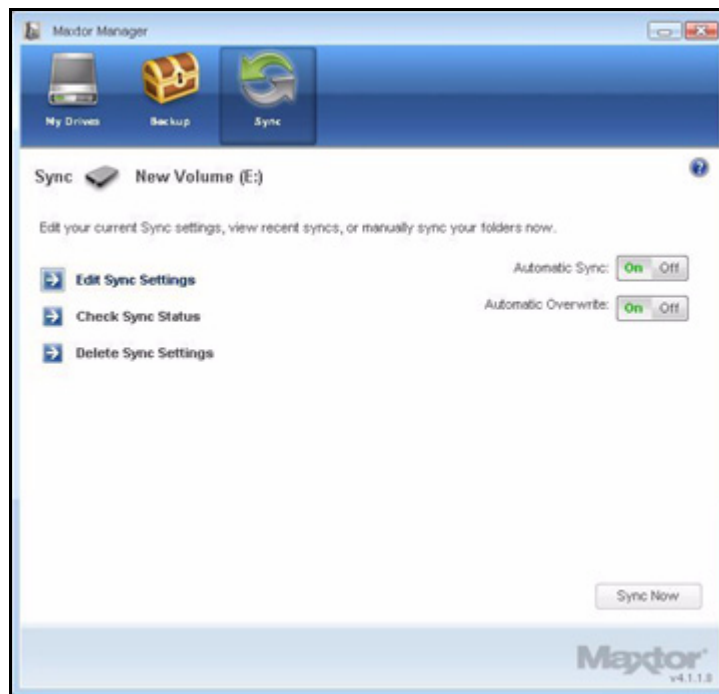 Maxtor Manager
My Drives
Backup
Sync
Sync New Volume (E:)
Edit your current Sync settings, view recent syncs, or manually sync your folders now.
Edit Sync Settings
Automatic Sync: On Off
Check Sync Status
Automatic Overwrite: On Off
Delete Sync Settings
Sync Now
Maxtor
v4.1.1.8